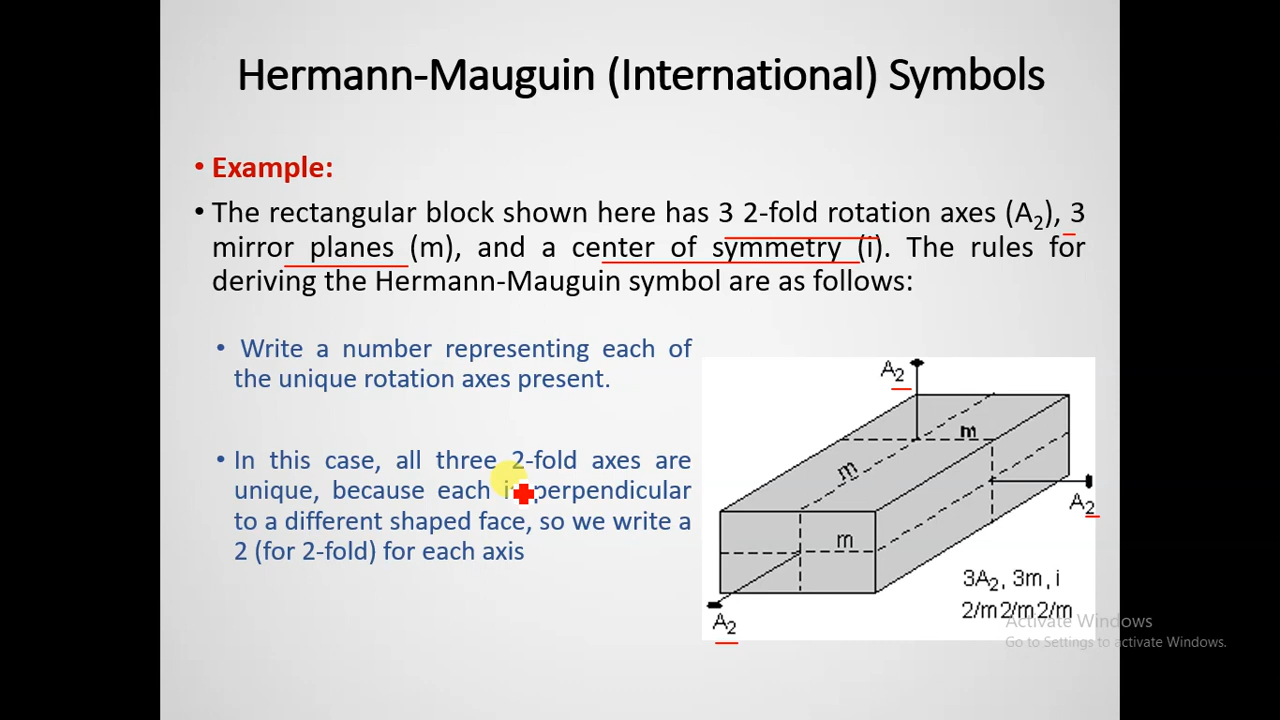 Hermann-Mauguin (International) Symbols
• Example:
• The rectangular block shown here has 3 2-fold rotation axes (A2), 3
mirror planes (m), and a center of symmetry (i). The rules for
deriving the Hermann-Mauguin symbol are as follows:
• Write a number representing each of
the unique rotation axes present.
• In this case, all three 2-fold axes are
unique, because each perpendicular
to a different shaped face, so we write a
2 (for 2-fold) for each axis
A2
m
m
A2
m
3A2, 3m, i
2/m2/m2/m
A2
Activate Windows
Go to Settings to activate Windows.